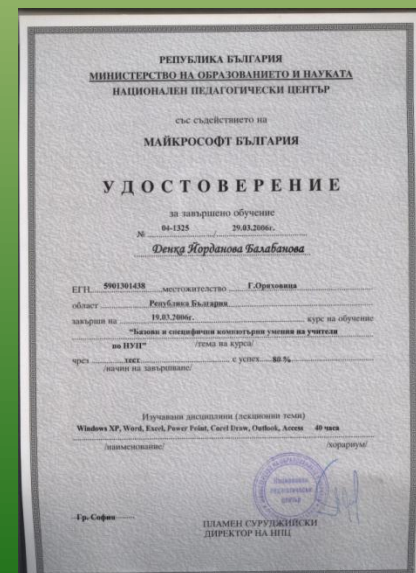 РЕПУБЛИКА БЪЛГАРИЯ
МИНИСТЕРСТВО НА ОБРАЗОВАНИЕТО И НАУКАТА
НАЦИОНАЛЕН ПЕДАГОГИЧЕСКИ ЦЕНТЪР
със съдействието на
МАЙКРОСОФТ БЪЛГАРИЯ
УДОСТОВЕРЕНИЕ
за завършено обучение
№ 04-1325 / 29.03.2006г.
Денка Йорданова Балабанова
ЕГН 5901301438 ,местожителство Г.Оряховица
област Република България
завърши на 19.03.2006г. курс на обучение
"Базови и специфични компютърни умения на учителя
по НУП" /тема на курса/
чрез тест с успех 80 %
/начин на завършване/
Изучавани дисциплини (лекционни теми)
Windows XP, Word, Excel, Power Point, Corel Draw, Outlook, Access 40 часа
/наименование/ /хорариум/
Гр. София
ПЛАМЕН СУРУДЖИЙСКИ
ДИРЕКТОР НА НПЦ